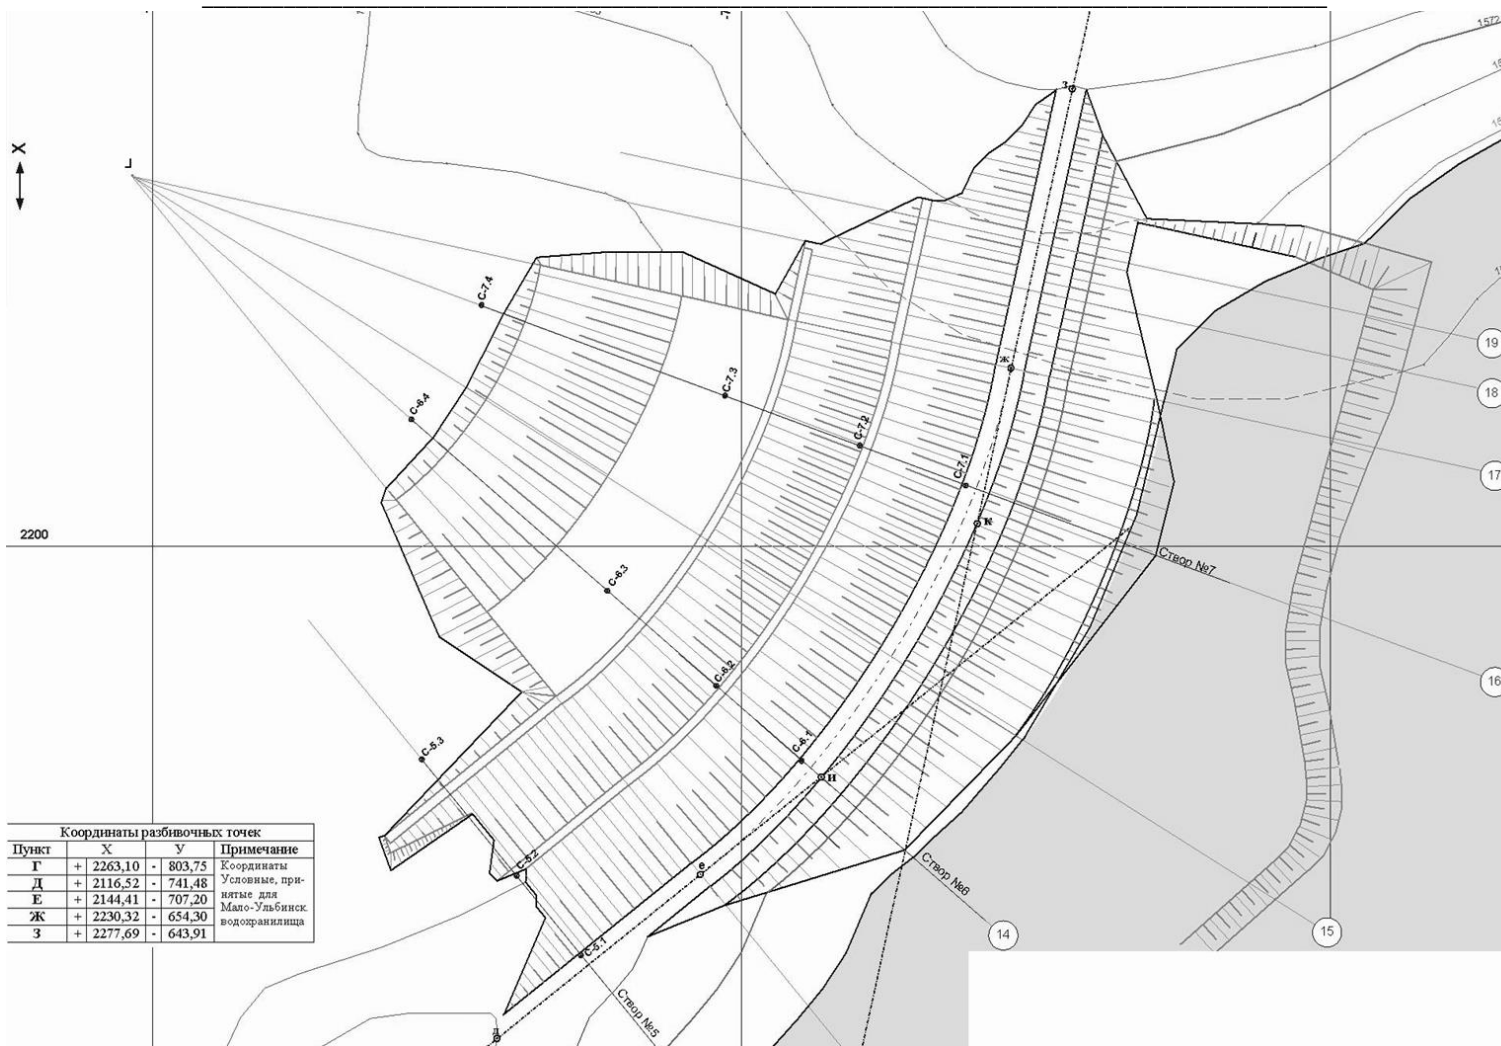 1572
З
X
Г
С-7.4
19
Ж
18
С-7.3
С-6.4
С-7.2
17
С-7.1
К
2200
Створ №7
С-6.3
16
С-6.2
С-5.3
С-6.1
И
Координаты разбивочных точек
Пункт X У Примечание
Г + 2263,10 - 803,75 Координаты
Д + 2116,52 - 741,48 Условные, при-
Е + 2144,41 - 707,20 нятые для
Ж + 2230,32 - 654,30 Мало-Ульбинск.
З + 2277,69 - 643,91 водохранилища
С-5.2
е
Створ №6
14
15
С-5.1
Створ №5
Д